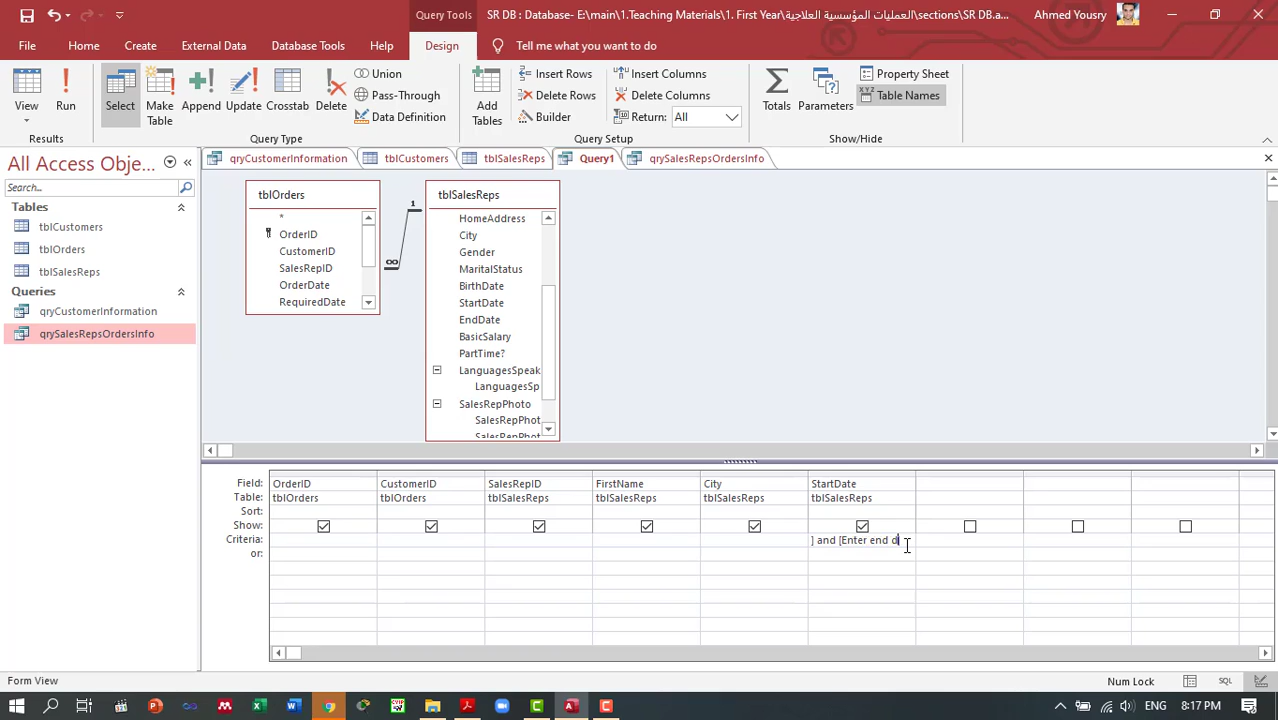 Query Tools
SR DB : Database- E:\main\1.Teaching Materials\1. First Year\العمليات المؤسسية العلاجية\sections\SR DB.a...
Ahmed Yousry
File
Home
Create
External Data
Database Tools
Help
Design
Tell me what you want to do
View
Run
Select
Make Table
Append
Update
Crosstab
Delete
Union
Pass-Through
Data Definition
Add Tables
Insert Rows
Delete Rows
Builder
Insert Columns
Delete Columns
Return: All
Totals
Parameters
Property Sheet
XYZ Table Names
Results
Query Type
Query Setup
Show/Hide
All Access Obje...
Search...
Tables
tblCustomers
tblOrders
tblSalesReps
Queries
qryCustomerInformation
qrySalesRepsOrdersInfo
qryCustomerInformation
tblCustomers
tblSalesReps
Query1
qrySalesRepsOrdersInfo
tblOrders
*
OrderID
CustomerID
SalesRepID
OrderDate
RequiredDate
1
∞
tblSalesReps
HomeAddress
City
Gender
MaritalStatus
BirthDate
StartDate
EndDate
BasicSalary
PartTime?
LanguagesSpeak
LanguagesSp
SalesRepPhoto
SalesRepPhot
SalesRepPhot
Field: OrderID CustomerID SalesRepID FirstName City StartDate
Table: tblOrders tblOrders tblSalesReps tblSalesReps tblSalesReps tblSalesReps
Sort:
Show:
Criteria: ] and [Enter end d
or:
Form View
Num Lock
SQL
8:17 PM